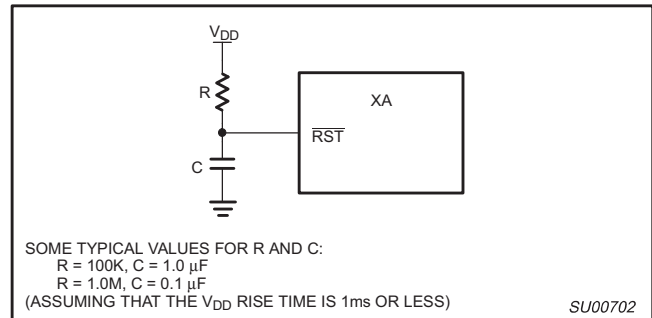 VDD
R
XA
RST
C
SOME TYPICAL VALUES FOR R AND C:
R = 100K, C = 1.0 µF
R = 1.0M, C = 0.1 µF
(ASSUMING THAT THE VDD RISE TIME IS 1ms OR LESS)
SU00702